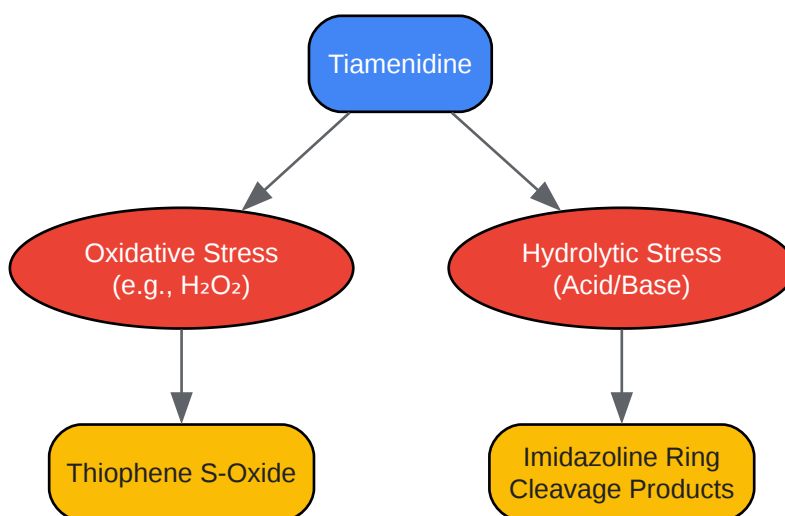 Tiamenidine
Oxidative Stress
(e.g., H₂O₂)
Hydrolytic Stress
(Acid/Base)
Thiophene S-Oxide
Imidazoline Ring
Cleavage Products